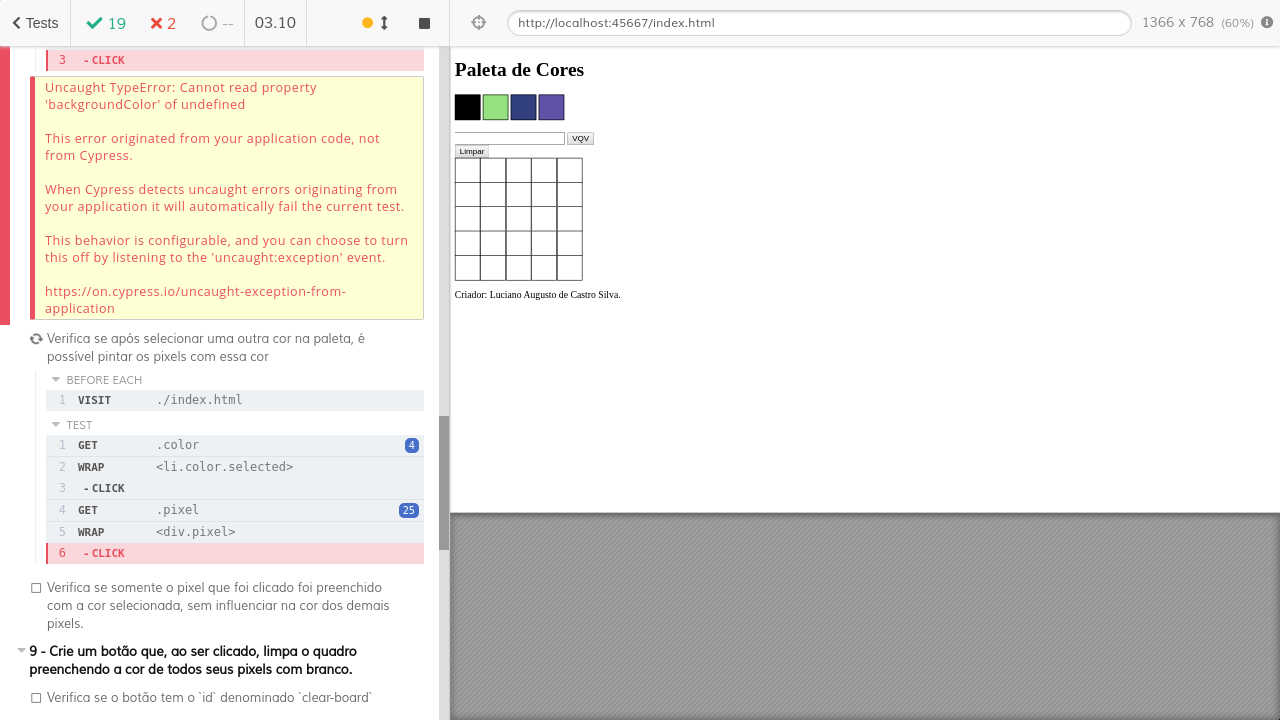 Tests
19
2
--
03.10
http://localhost:45667/index.html
1366 x 768 (60%)
3 - CLICK
Uncaught TypeError: Cannot read property
'backgroundColor' of undefined
This error originated from your application code, not
from Cypress.
When Cypress detects uncaught errors originating from
your application it will automatically fail the current test.
This behavior is configurable, and you can choose to turn
this off by listening to the 'uncaught:exception' event.
https://on.cypress.io/uncaught-exception-from-
application
Verifica se após selecionar uma outra cor na paleta, é
possível pintar os pixels com essa cor
BEFORE EACH
1 VISIT ./index.html
TEST
1 GET .color 4
2 WRAP <li.color.selected>
3 - CLICK
4 GET .pixel 25
5 WRAP <div.pixel>
6 - CLICK
Verifica se somente o pixel que foi clicado foi preenchido
com a cor selecionada, sem influenciar na cor dos demais
pixels.
9 - Crie um botão que, ao ser clicado, limpa o quadro
preenchendo a cor de todos seus pixels com branco.
Verifica se o botão tem o `id` denominado `clear-board`
Paleta de Cores
VQV
Limpar
Criador: Luciano Augusto de Castro Silva.